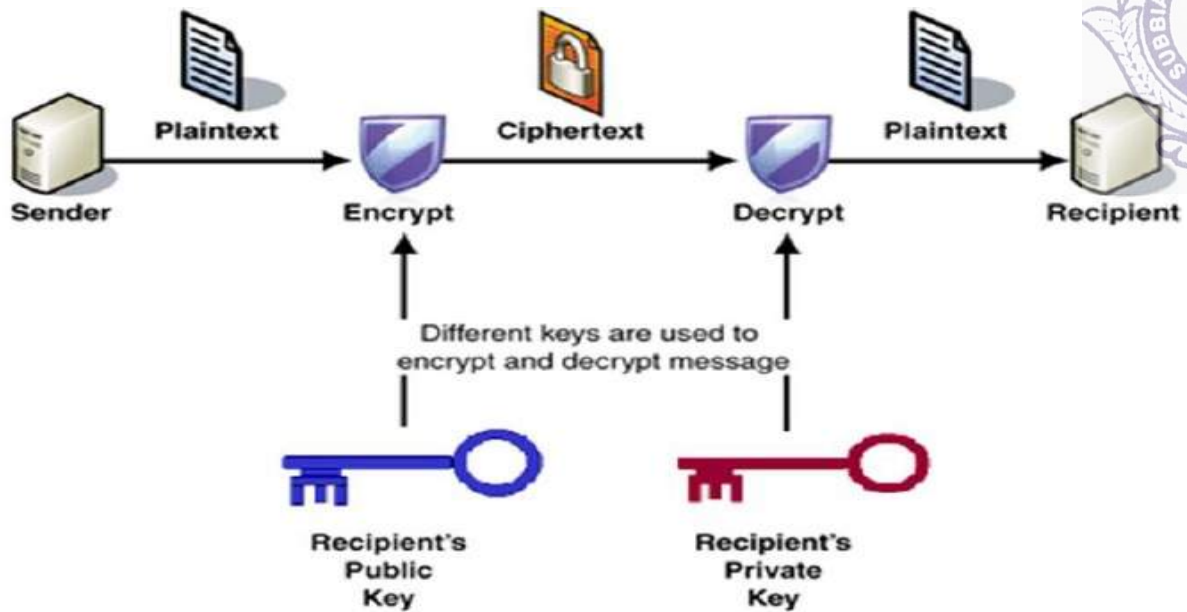 Plaintext
Ciphertext
Plaintext
Sender
Encrypt
Decrypt
Recipient
Different keys are used to
encrypt and decrypt message
Recipient's
Public
Key
Recipient's
Private
Key